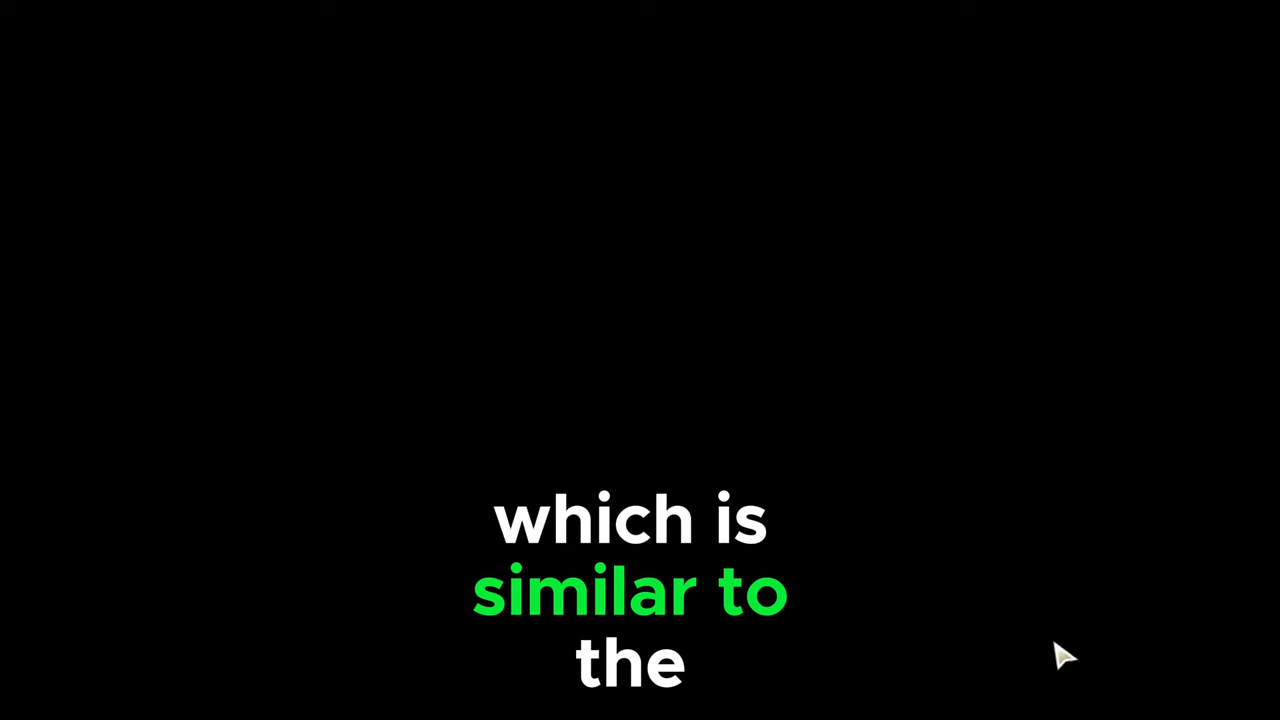 which is
similar to
the